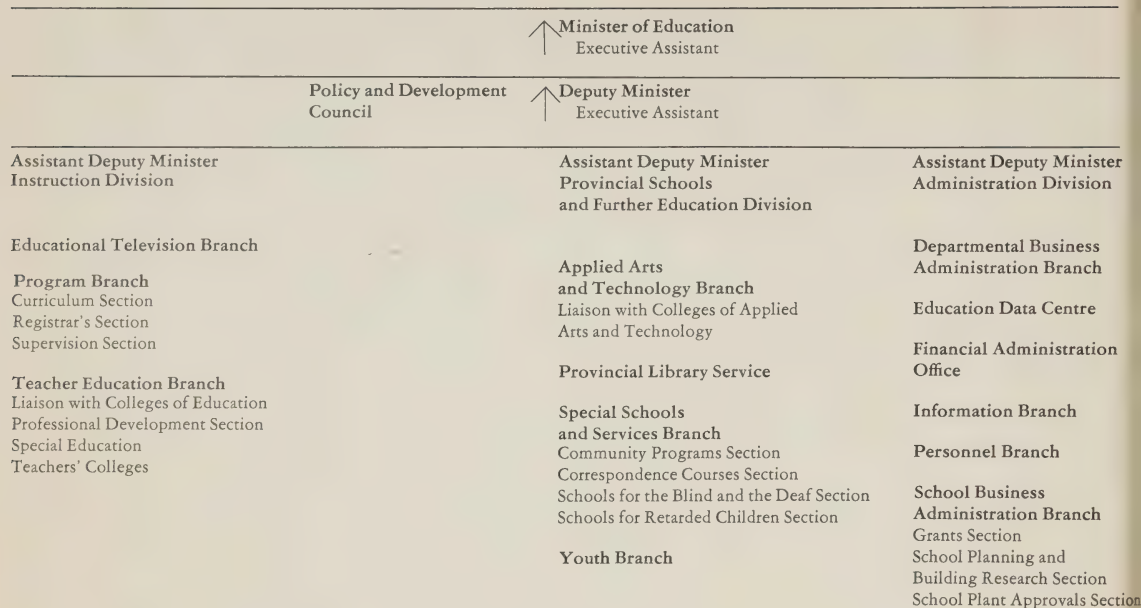 Minister of Education
Executive Assistant
Policy and Development
Council
Deputy Minister
Executive Assistant
Assistant Deputy Minister
Instruction Division
Educational Television Branch
Program Branch
Curriculum Section
Registrar's Section
Supervision Section
Teacher Education Branch
Liaison with Colleges of Education
Professional Development Section
Special Education
Teachers' Colleges
Assistant Deputy Minister
Provincial Schools
and Further Education Division
Applied Arts
and Technology Branch
Liaison with Colleges of Applied
Arts and Technology
Provincial Library Service
Special Schools
and Services Branch
Community Programs Section
Correspondence Courses Section
Schools for the Blind and the Deaf Section
Schools for Retarded Children Section
Youth Branch
Assistant Deputy Minister
Administration Division
Departmental Business
Administration Branch
Education Data Centre
Financial Administration
Office
Information Branch
Personnel Branch
School Business
Administration Branch
Grants Section
School Planning and
Building Research Section
School Plant Approvals Section